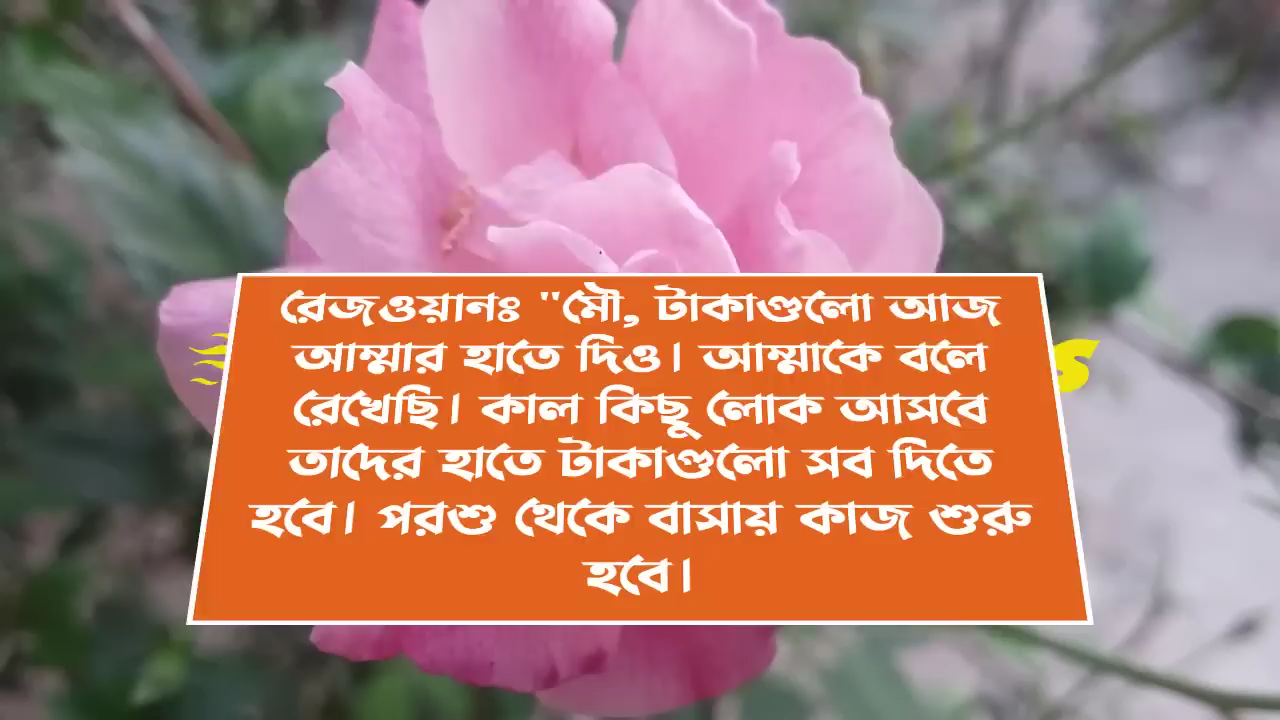 রেজওয়ানঃ "মৌ, টাকাগুলো আজ
আম্মার হাতে দিও। আম্মাকে বলে
রেখেছি। কাল কিছু লোক আসবে
তাদের হাতে টাকাগুলো সব দিতে
হবে। পরশু থেকে বাসায় কাজ শুরু
হবে।